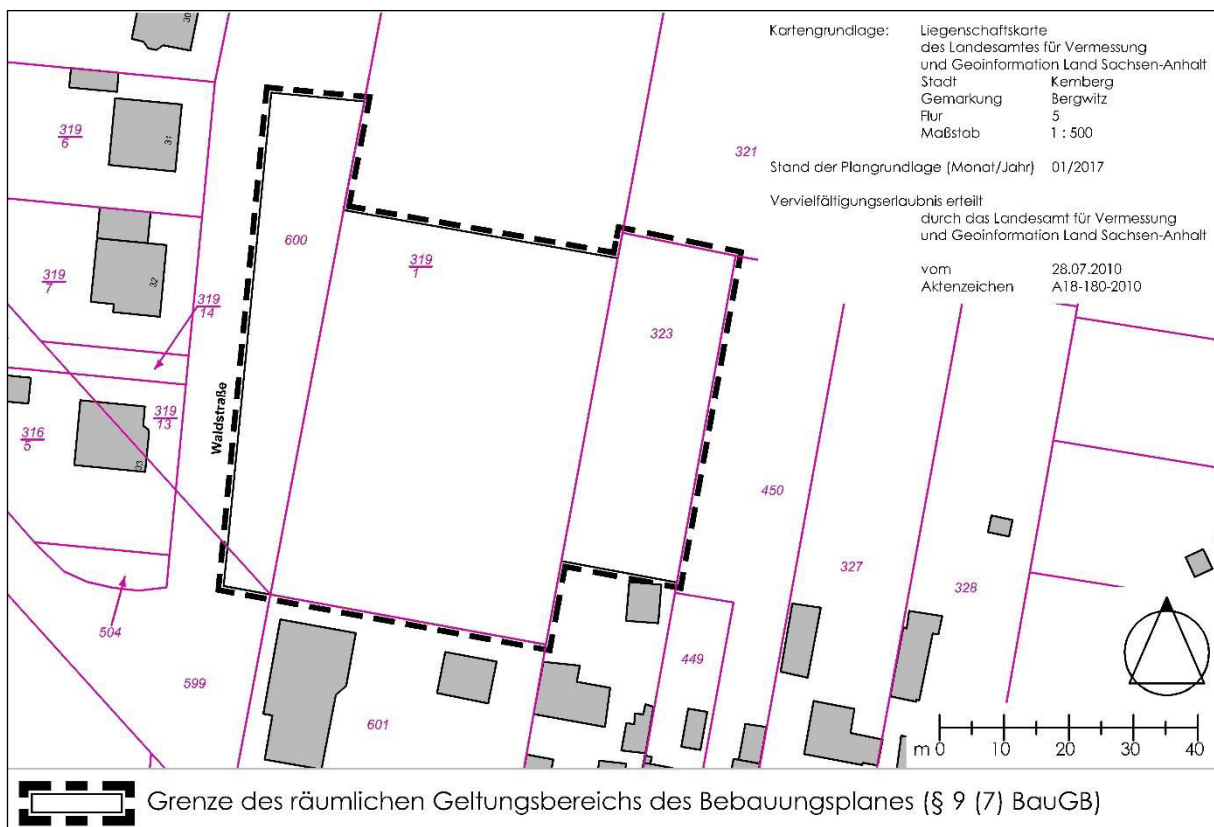 Kartengrundlage: Liegenschaftskarte
des Landesamtes für Vermessung
und Geoinformation Land Sachsen-Anhalt
Stadt Kemberg
Gemarkung Bergwitz
Flur 5
Maßstab 1 : 500
Stand der Plangrundlage (Monat/Jahr) 01/2017
Vervielfältigungserlaubnis erteilt
durch das Landesamt für Vermessung
und Geoinformation Land Sachsen-Anhalt
vom 28.07.2010
Aktenzeichen A18-180-2010
30
319
6
31
321
600
319
1
319
7
32
319
14
323
Waldstraße
319
13
316
5
33
450
327
328
504
449
599
601
m 0 10 20 30 40
Grenze des räumlichen Geltungsbereichs des Bebauungsplanes (§ 9 (7) BauGB)